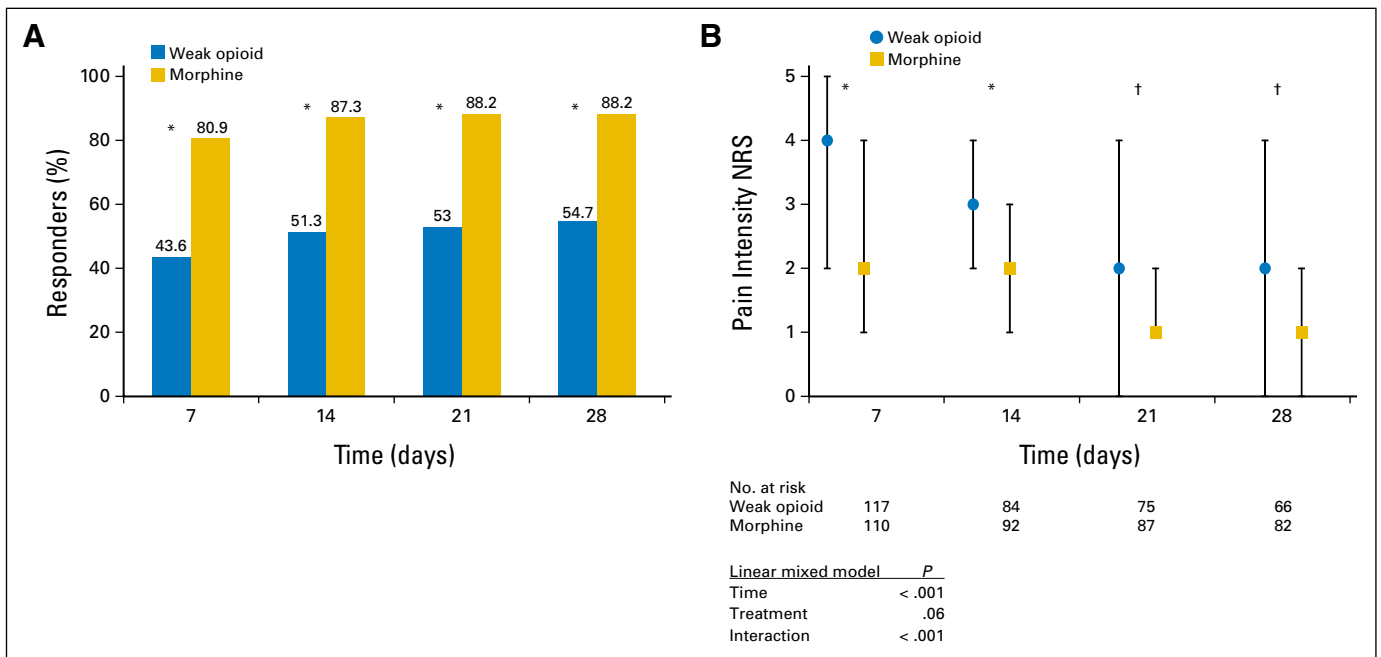 A
Weak opioid
Morphine
Responders (%)
100
80
60
40
20
0
* 80.9
43.6
* 87.3
51.3
* 88.2
53
* 88.2
54.7
7 14 21 28
Time (days)
B
Weak opioid
Morphine
Pain Intensity NRS
5
4
3
2
1
0
* * † †
7 14 21 28
Time (days)
No. at risk
Weak opioid 117 84 75 66
Morphine 110 92 87 82
Linear mixed model P
Time < .001
Treatment .06
Interaction < .001